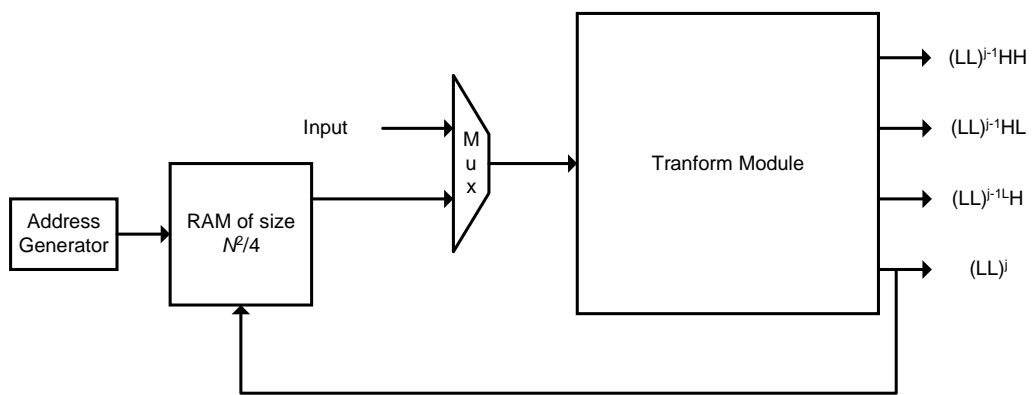 (LL)ʲ⁻¹HH
Input
(LL)ʲ⁻¹HL
M
u
x
Tranform Module
Address
Generator
RAM of size
N²/4
(LL)ʲ⁻¹ᴸH
(LL)ʲ